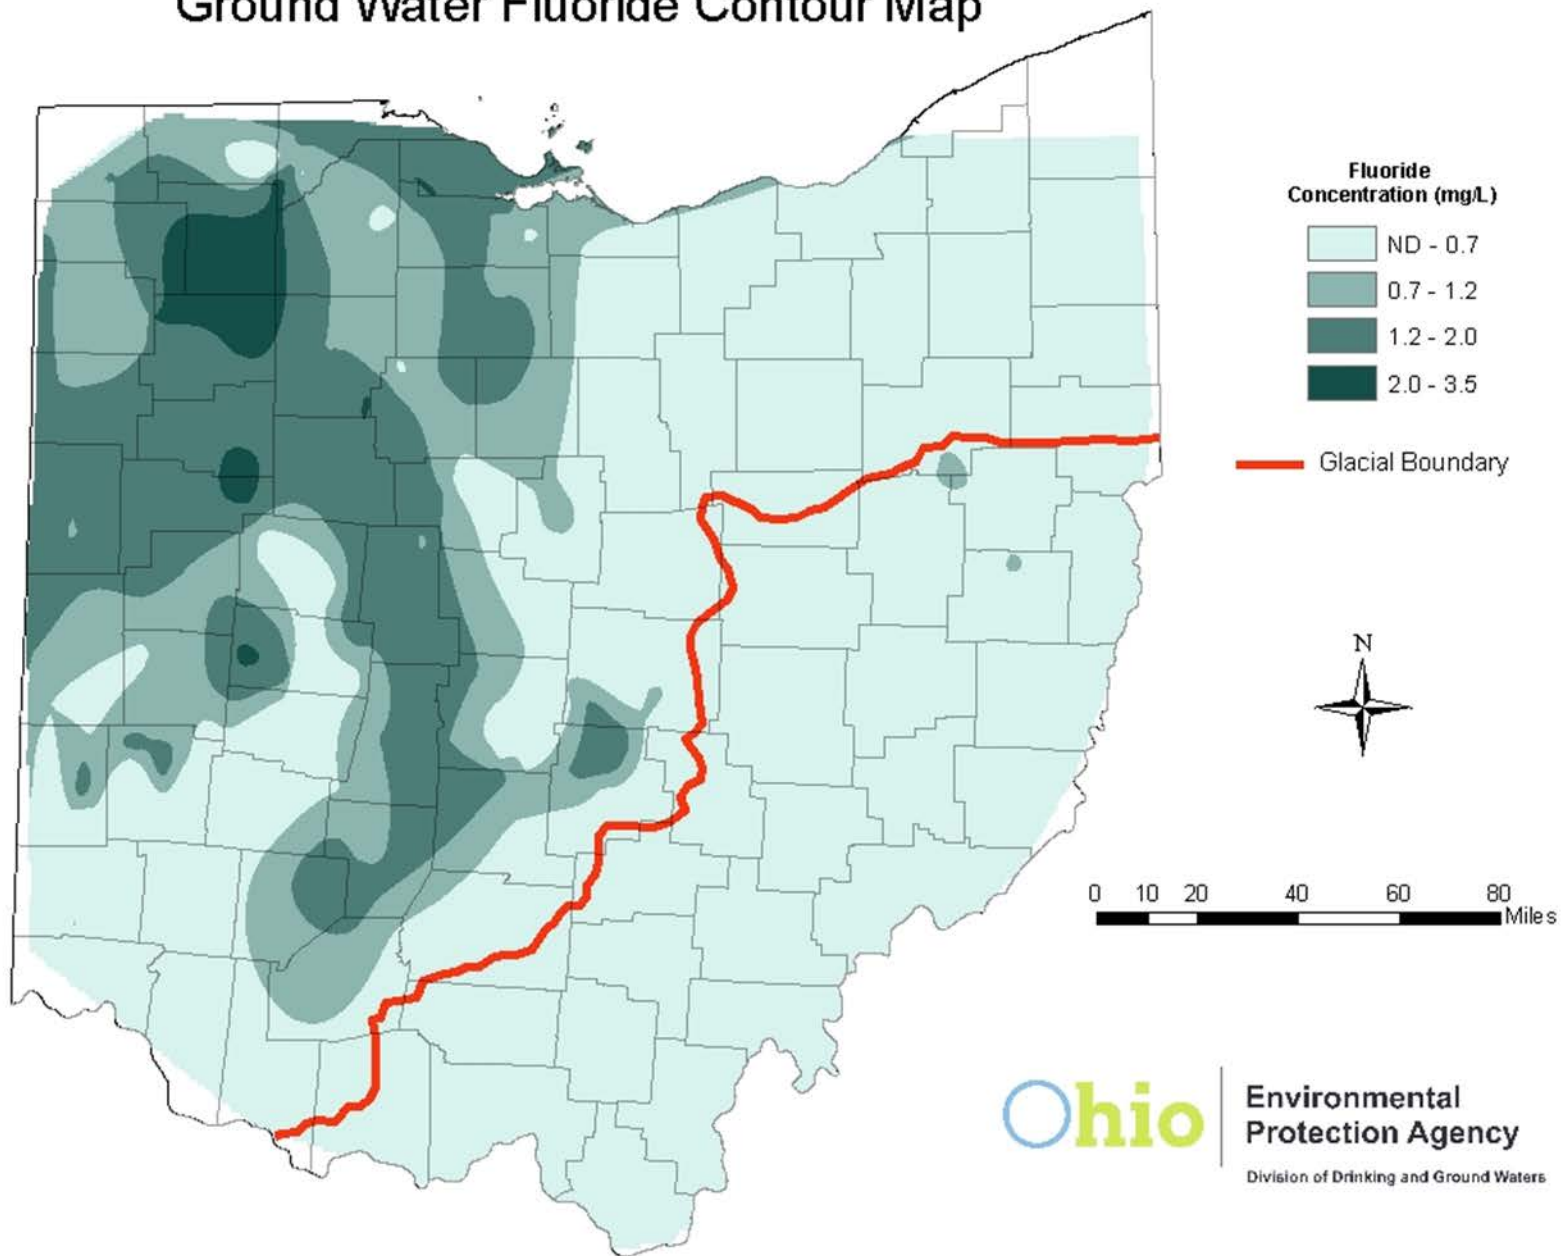 Ground Water Fluoride Contour Map
Fluoride
Concentration (mg/L)
ND - 0.7
0.7 - 1.2
1.2 - 2.0
2.0 - 3.5
Glacial Boundary
N
0 10 20 40 60 80
Miles
Ohio
Environmental
Protection Agency
Division of Drinking and Ground Waters